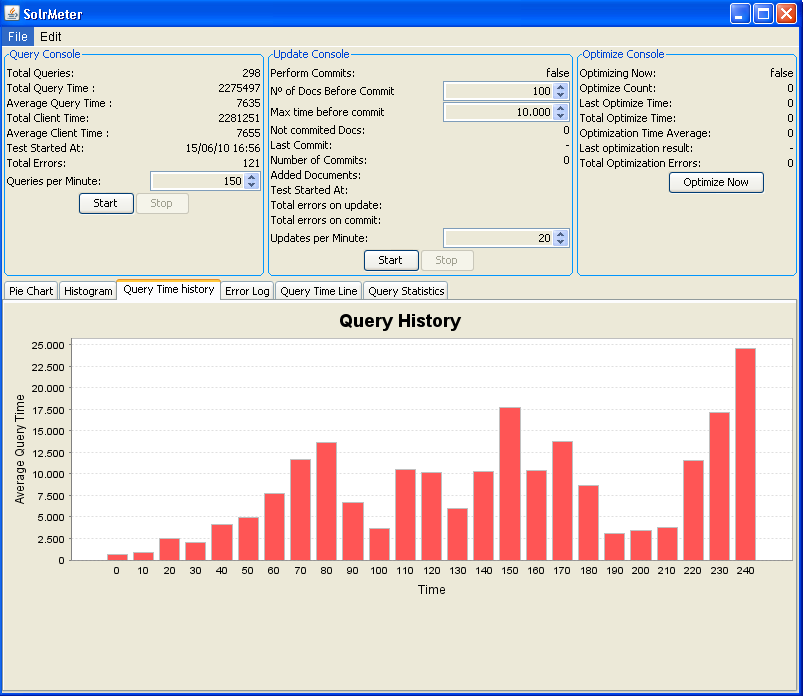 SolrMeter
File Edit
Query Console
Total Queries: 298
Total Query Time : 2275497
Average Query Time : 7635
Total Client Time : 2281251
Average Client Time : 7655
Test Started At: 15/06/10 16:56
Total Errors: 121
Queries per Minute: 150
Start Stop
Update Console
Perform Commits: false
Nº of Docs Before Commit 100
Max time before commit 10.000
Not commited Docs: 0
Last Commit: -
Number of Commits: 0
Added Documents:
Test Started At:
Total errors on update:
Total errors on commit:
Updates per Minute: 20
Start Stop
Optimize Console
Optimizing Now: false
Optimize Count: 0
Last Optimize Time: 0
Total Optimize Time: 0
Optimization Time Average: 0
Last optimization result: -
Total Optimization Errors: 0
Optimize Now
Pie Chart Histogram Query Time history Error Log Query Time Line Query Statistics
Query History
Average Query Time
25.000
22.500
20.000
17.500
15.000
12.500
10.000
7.500
5.000
2.500
0
0 10 20 30 40 50 60 70 80 90 100 110 120 130 140 150 160 170 180 190 200 210 220 230 240
Time